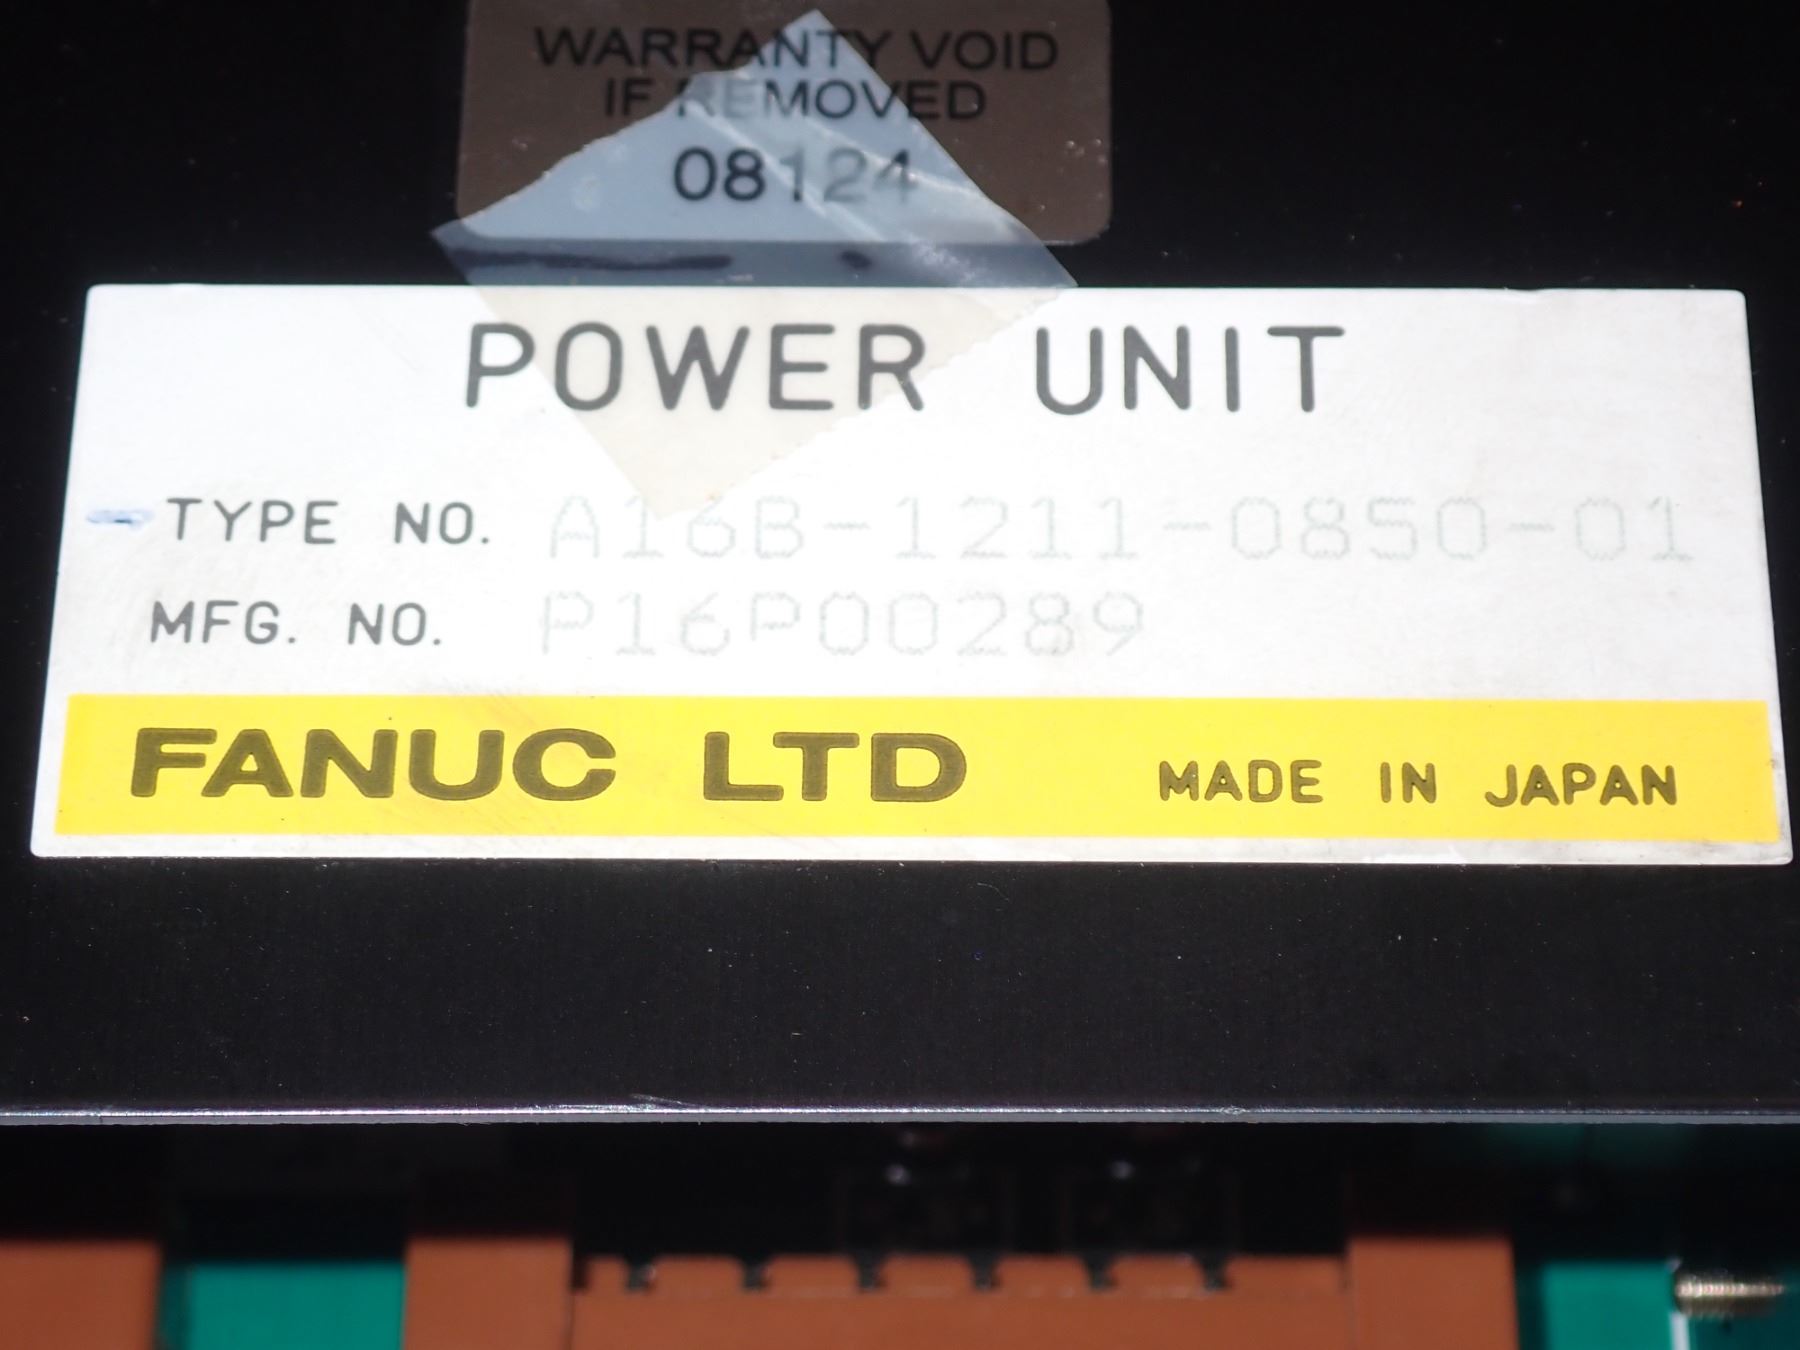 WARRANTY VOID
IF REMOVED
08124
POWER UNIT
TYPE NO. A16B-1211-0850-01
MFG. NO. P16P00289
FANUC LTD MADE IN JAPAN